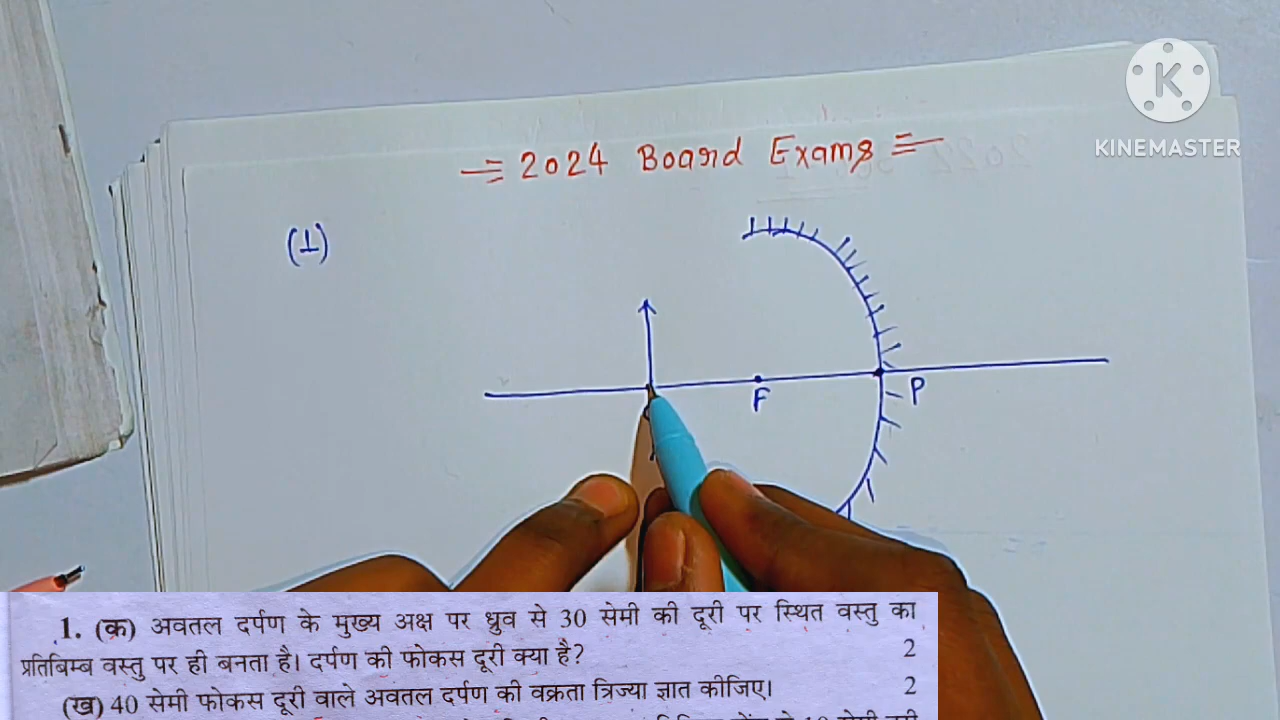 KINEMASTER
= 2024 Board Exams =
(1)
F
P
1. (क) अवतल दर्पण के मुख्य अक्ष पर ध्रुव से 30 सेमी की दूरी पर स्थित वस्तु का
प्रतिबिम्ब वस्तु पर ही बनता है। दर्पण की फोकस दूरी क्या है? 2
(ख) 40 सेमी फोकस दूरी वाले अवतल दर्पण की वक्रता त्रिज्या ज्ञात कीजिए। 2